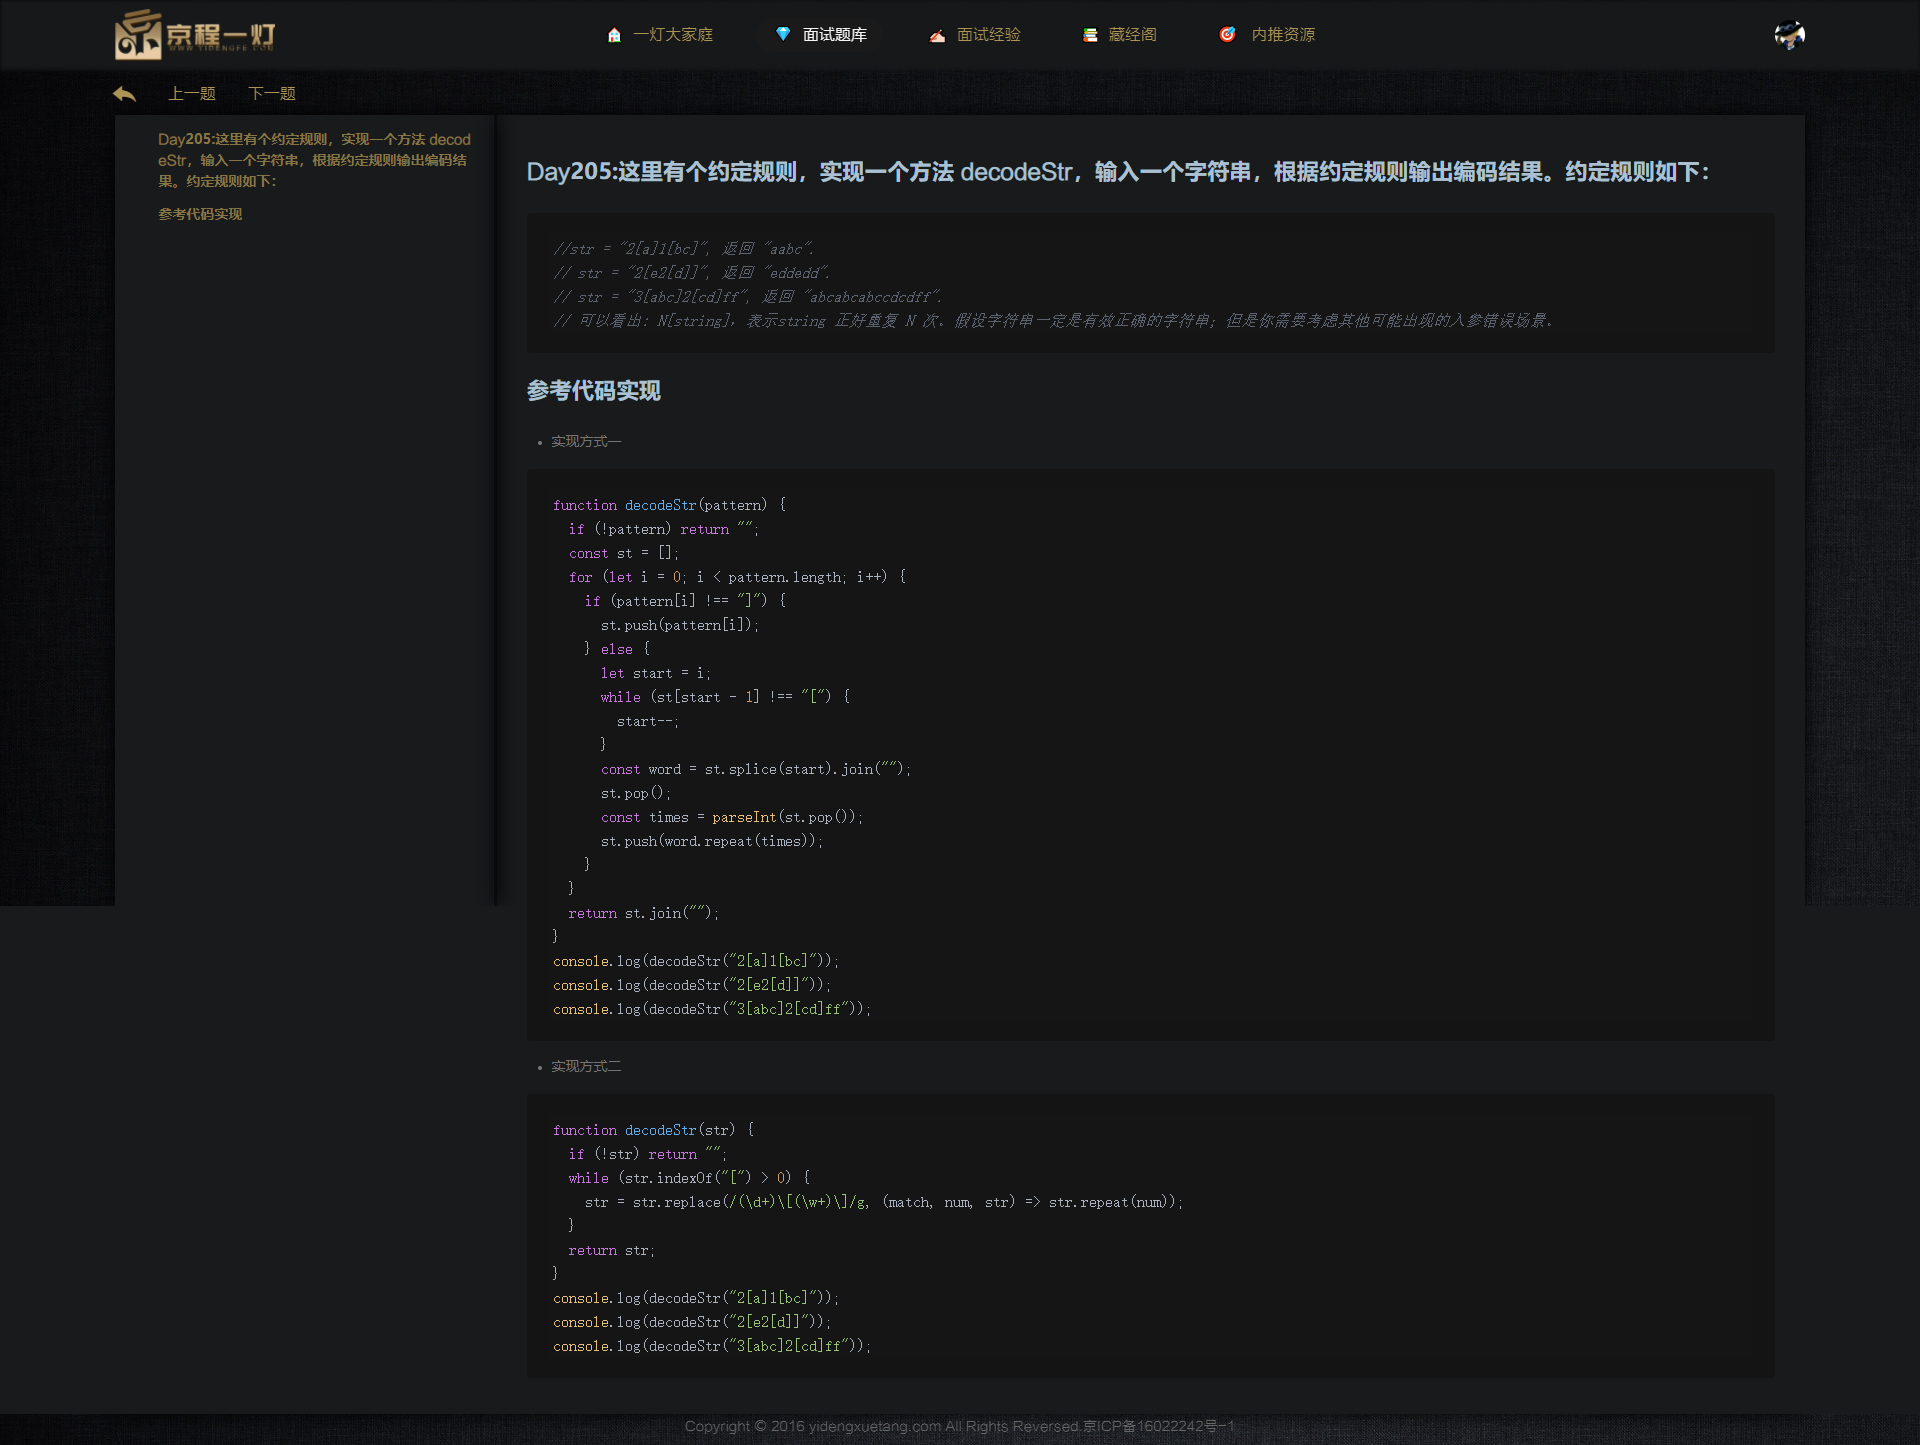 京程一灯
WWW.YIDENGFE.COM
一灯大家庭 面试题库 面试经验 藏经阁 内推资源
上一题 下一题
Day205:这里有个约定规则，实现一个方法 decod
eStr，输入一个字符串，根据约定规则输出编码结
果。约定规则如下：
参考代码实现
Day205:这里有个约定规则，实现一个方法 decodeStr，输入一个字符串，根据约定规则输出编码结果。约定规则如下：
//str = "2[a]1[bc]", 返回 "aabc".
// str = "2[e2[d]]", 返回 "eddedd".
// str = "3[abc]2[cd]ff", 返回 "abcabcabccdcdff".
// 可以看出：N[string]，表示string 正好重复 N 次。假设字符串一定是有效正确的字符串；但是你需要考虑其他可能出现的入参错误场景。
参考代码实现
• 实现方式一
function decodeStr(pattern) {
  if (!pattern) return "";
  const st = [];
  for (let i = 0; i < pattern.length; i++) {
    if (pattern[i] !== "]") {
      st.push(pattern[i]);
    } else {
      let start = i;
      while (st[start - 1] !== "[") {
        start--;
      }
      const word = st.splice(start).join("");
      st.pop();
      const times = parseInt(st.pop());
      st.push(word.repeat(times));
    }
  }
  return st.join("");
}
console.log(decodeStr("2[a]1[bc]"));
console.log(decodeStr("2[e2[d]]"));
console.log(decodeStr("3[abc]2[cd]ff"));
• 实现方式二
function decodeStr(str) {
  if (!str) return "";
  while (str.indexOf("[") > 0) {
    str = str.replace(/(\d+)\[(\w+)\]/g, (match, num, str) => str.repeat(num));
  }
  return str;
}
console.log(decodeStr("2[a]1[bc]"));
console.log(decodeStr("2[e2[d]]"));
console.log(decodeStr("3[abc]2[cd]ff"));
Copyright © 2016 yidengxuetang.com All Rights Reversed.京ICP备16022242号-1